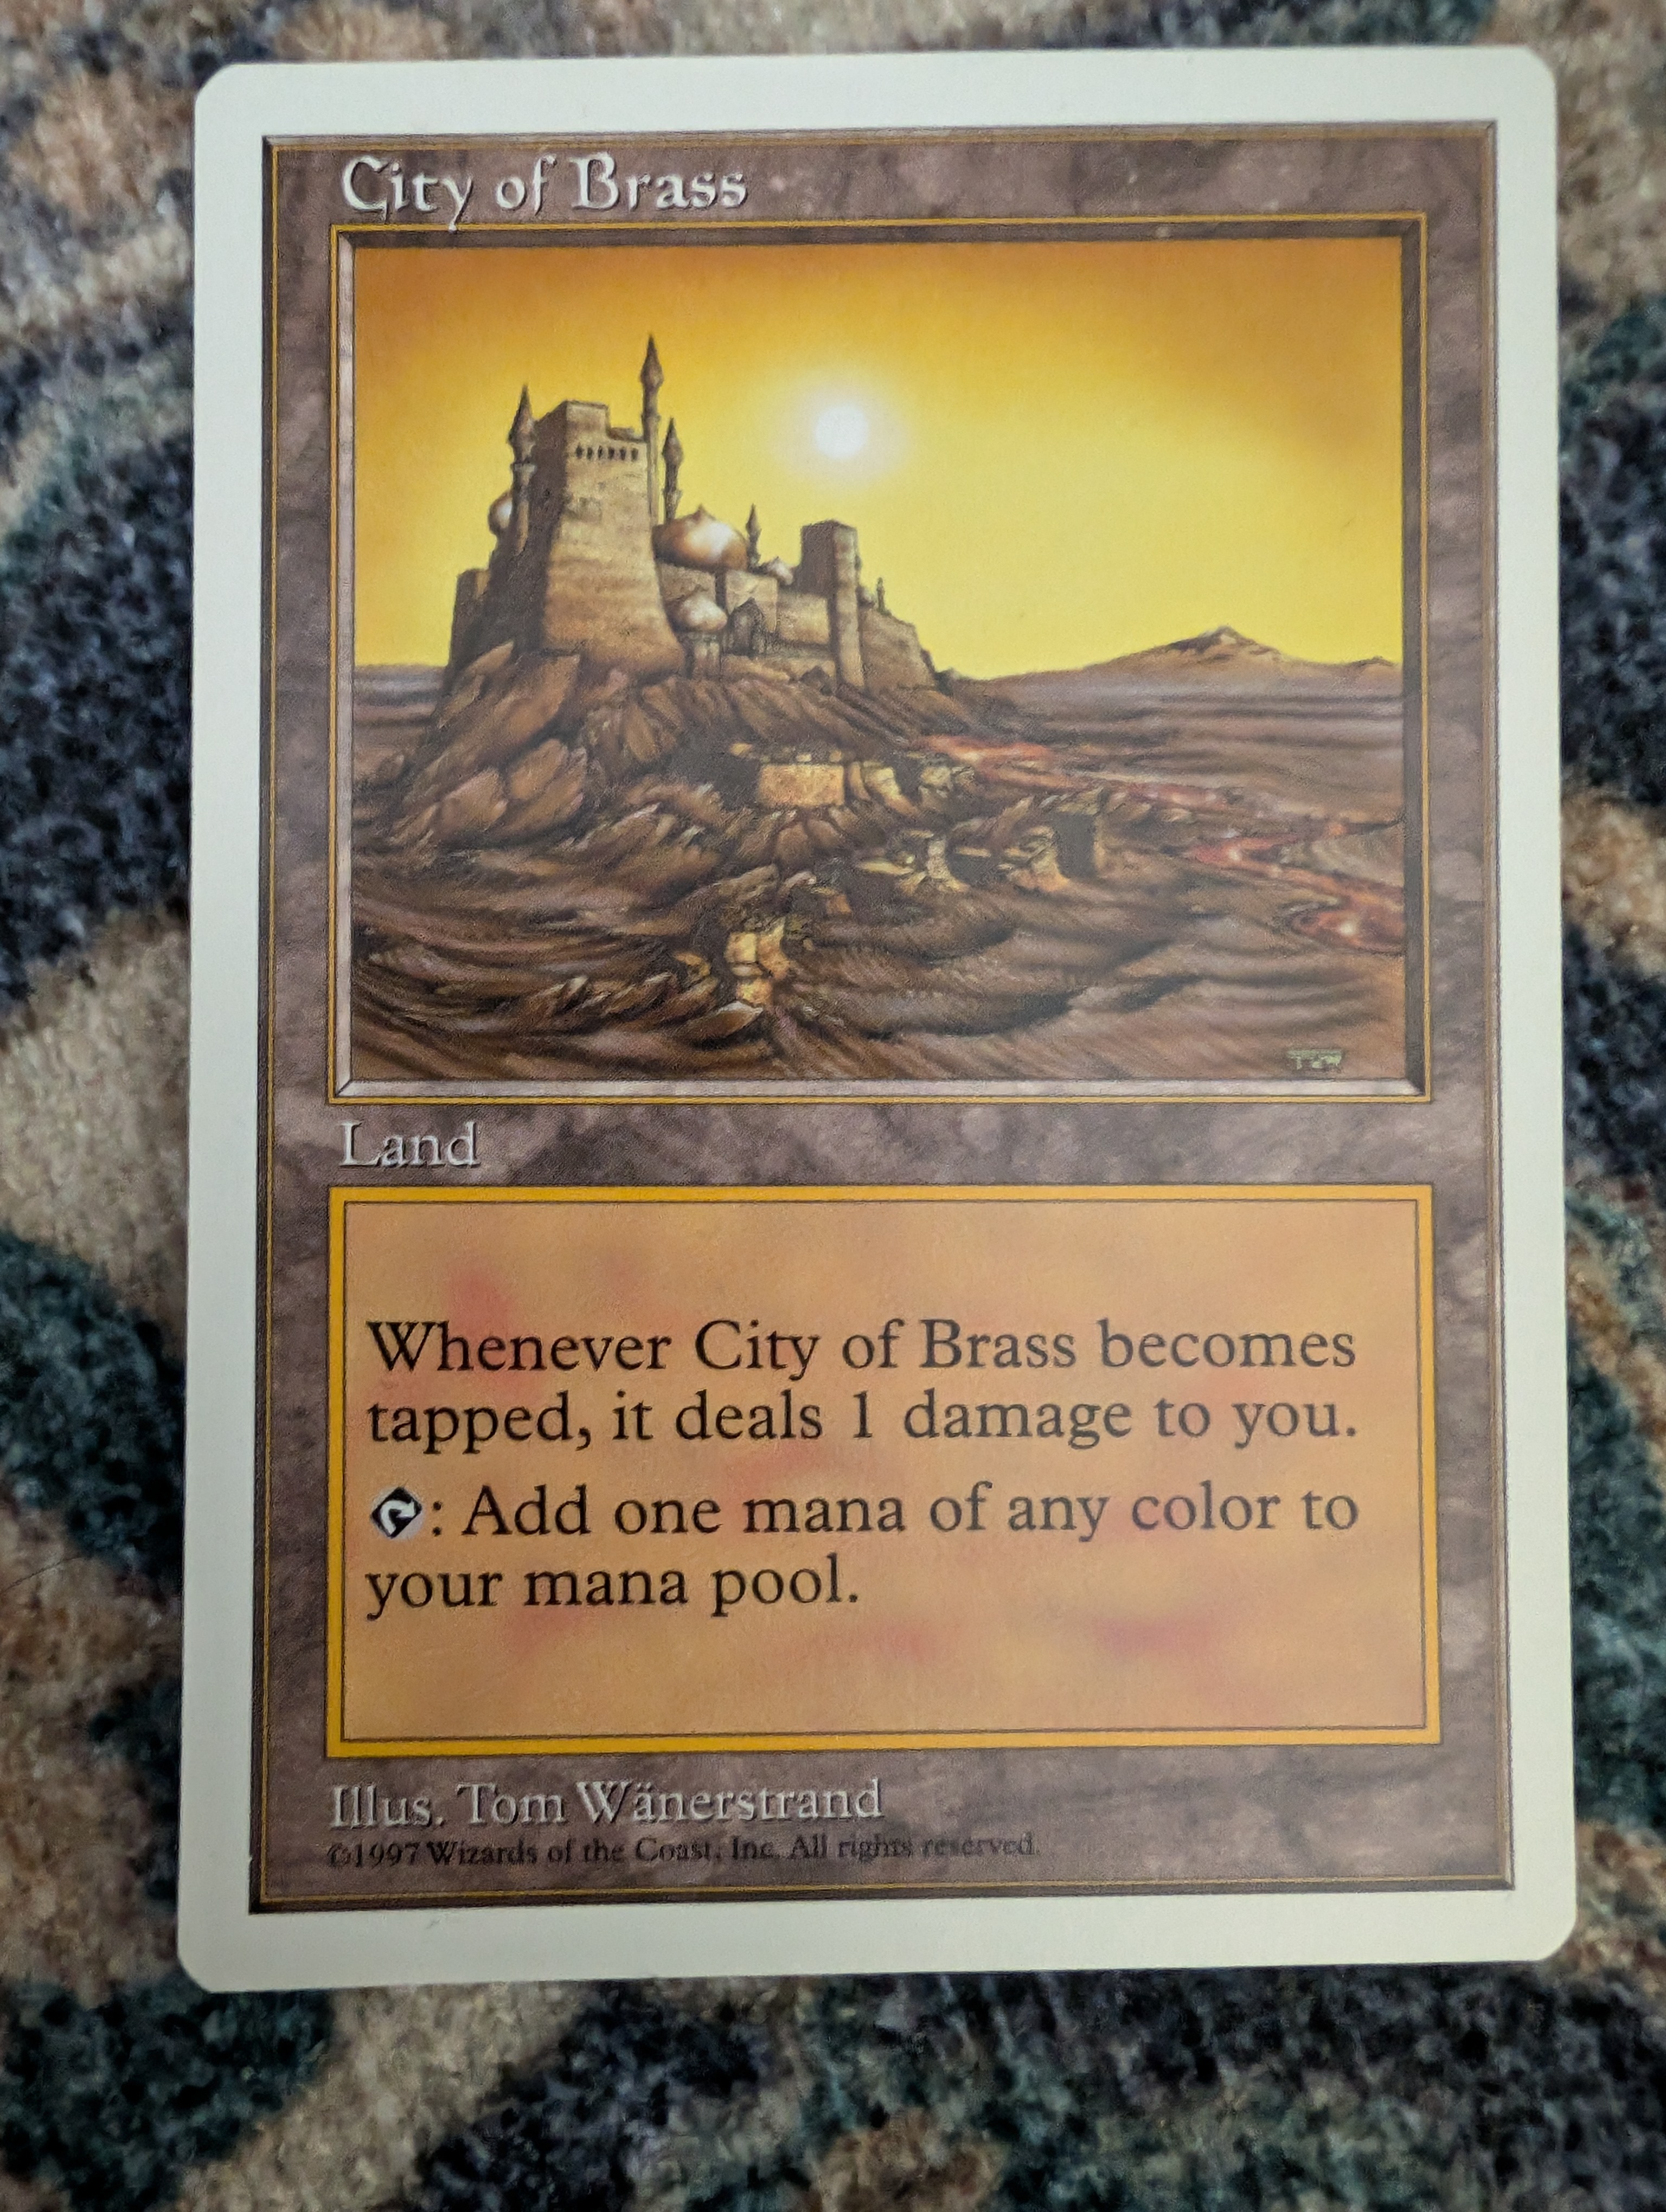 City of Brass
Land
Whenever City of Brass becomes
tapped, it deals 1 damage to you.
: Add one mana of any color to
your mana pool.
Illus. Tom Wänerstrand
©1997 Wizards of the Coast, Inc. All rights reserved.